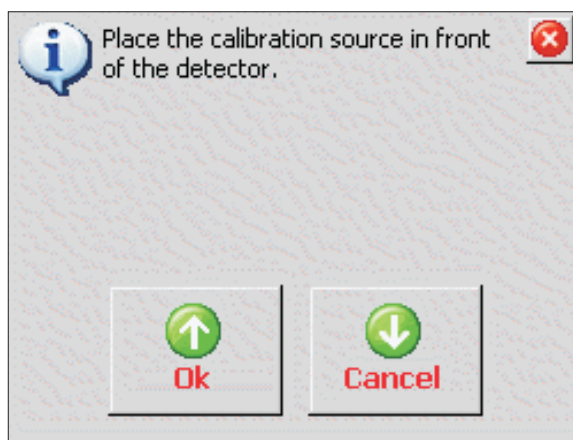 Place the calibration source in front
of the detector.
Ok
Cancel